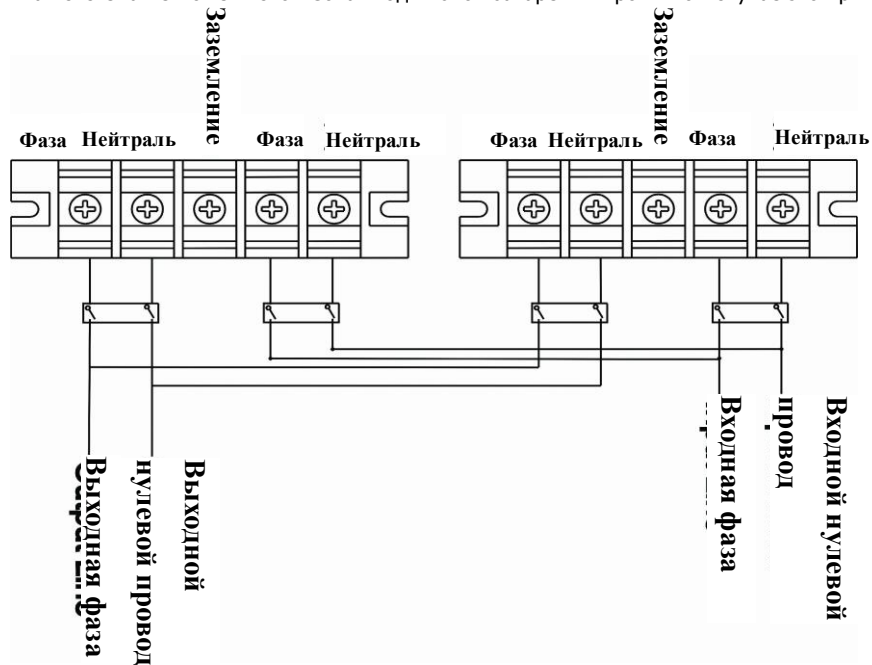 Заземление
Заземление
Фаза Нейтраль Фаза Нейтраль
Фаза Нейтраль Фаза Нейтраль
Выходная фаза
нулевой провод
Выходной
Входная фаза
провод
Входной нулевой